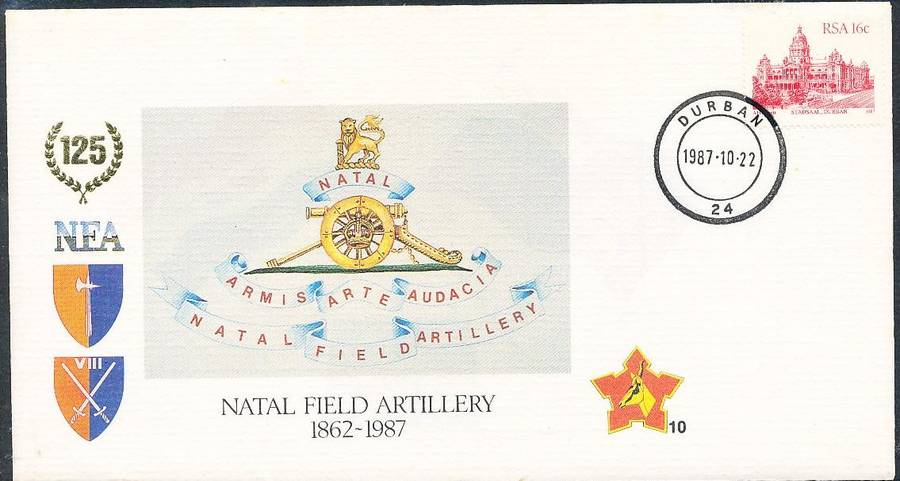 RSA 16c
STADSAAL, DURBAN
DURBAN
1987·10·22
24
125
NFA
VIII
NATAL
ARMIS ARTE AUDACIA
NATAL FIELD ARTILLERY
NATAL FIELD ARTILLERY
1862~1987
10